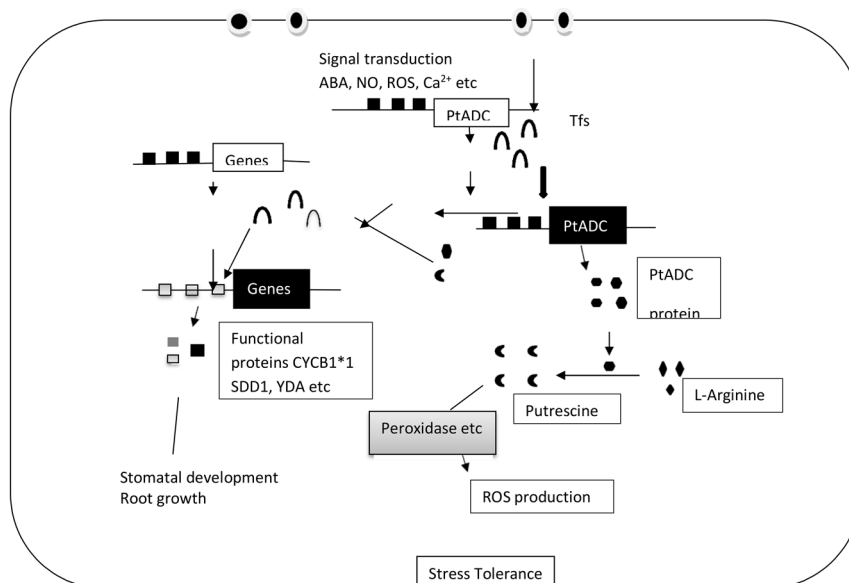 Signal transduction
ABA, NO, ROS, Ca²⁺ etc
PtADC
Tfs
Genes
PtADC
PtADC
protein
Genes
Functional
proteins CYCB1*1
SDD1, YDA etc
Putrescine
L-Arginine
Peroxidase etc
Stomatal development
Root growth
ROS production
Stress Tolerance